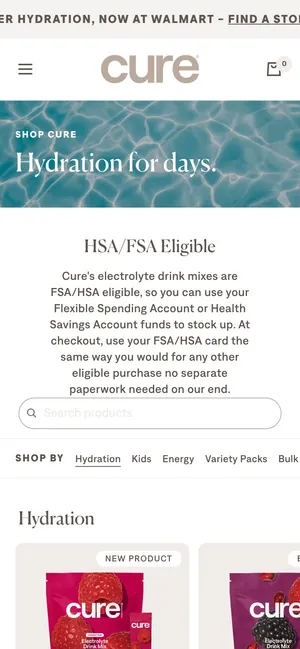 ER HYDRATION, NOW AT WALMART – FIND A STO
cure
0
SHOP CURE
Hydration for days.
HSA/FSA Eligible
Cure's electrolyte drink mixes are
FSA/HSA eligible, so you can use your
Flexible Spending Account or Health
Savings Account funds to stock up. At
checkout, use your FSA/HSA card the
same way you would for any other
eligible purchase no separate
paperwork needed on our end.
Search products
SHOP BY Hydration Kids Energy Variety Packs Bulk
Hydration
NEW PRODUCT
cure
Electrolyte
Drink Mix
cure
Electrolyte
Drink Mix